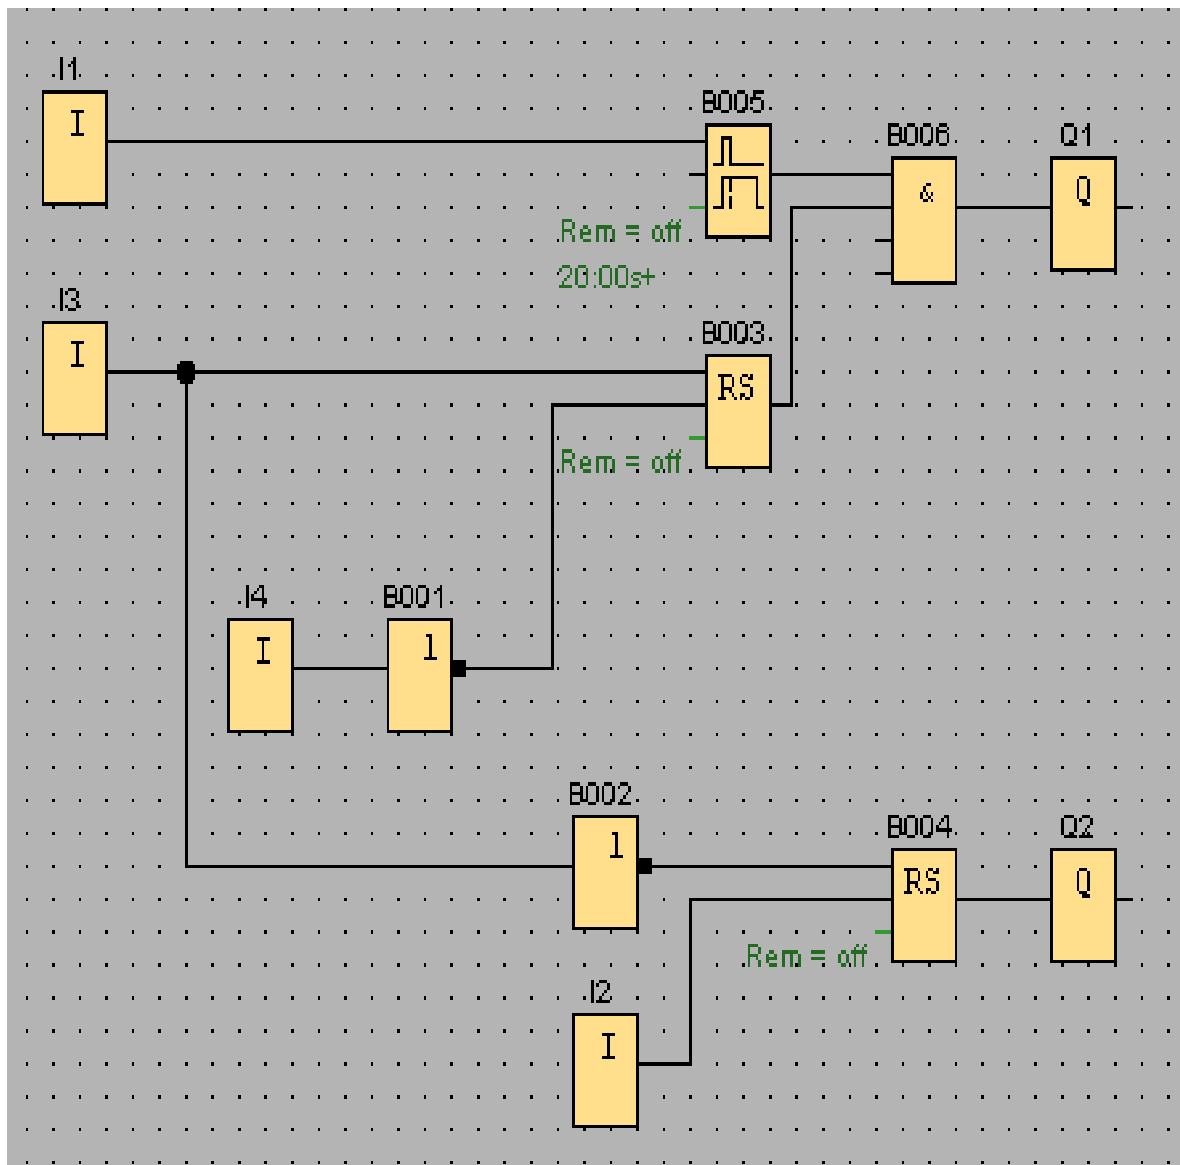 I1
I
B005
B006
Q1
&
Q
Rem = off
20:00s+
I3
I
B003
RS
Rem = off
I4
B001
I
1
B002
1
B004
Q2
RS
Q
Rem = off
I2
I